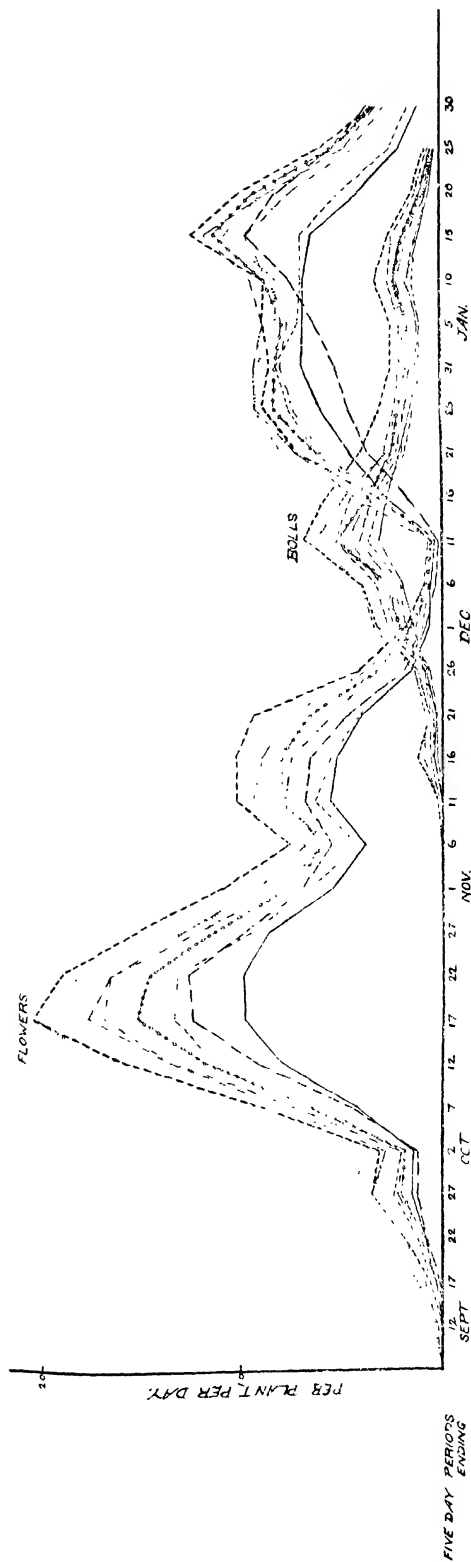 FLOWERS
BOLLS
PER PLANT PER DAY.
20
12 17 22 27 2 7 12 17 22 27 1 6 11 16 21 26 1 6 11 16 21 25 31 5 10 15 20 25 30
SEPT OCT NOV. DEC JAN.
FIVE DAY PERIODS
ENDING